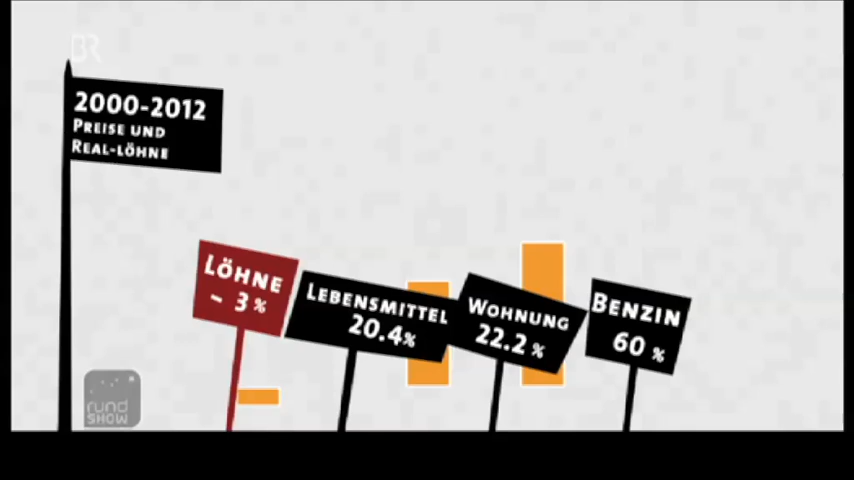 BR
2000-2012
PREISE UND
REAL-LÖHNE
LÖHNE
- 3 %
LEBENSMITTEL
20.4%
WOHNUNG
22.2 %
BENZIN
60 %
rund
SHOW